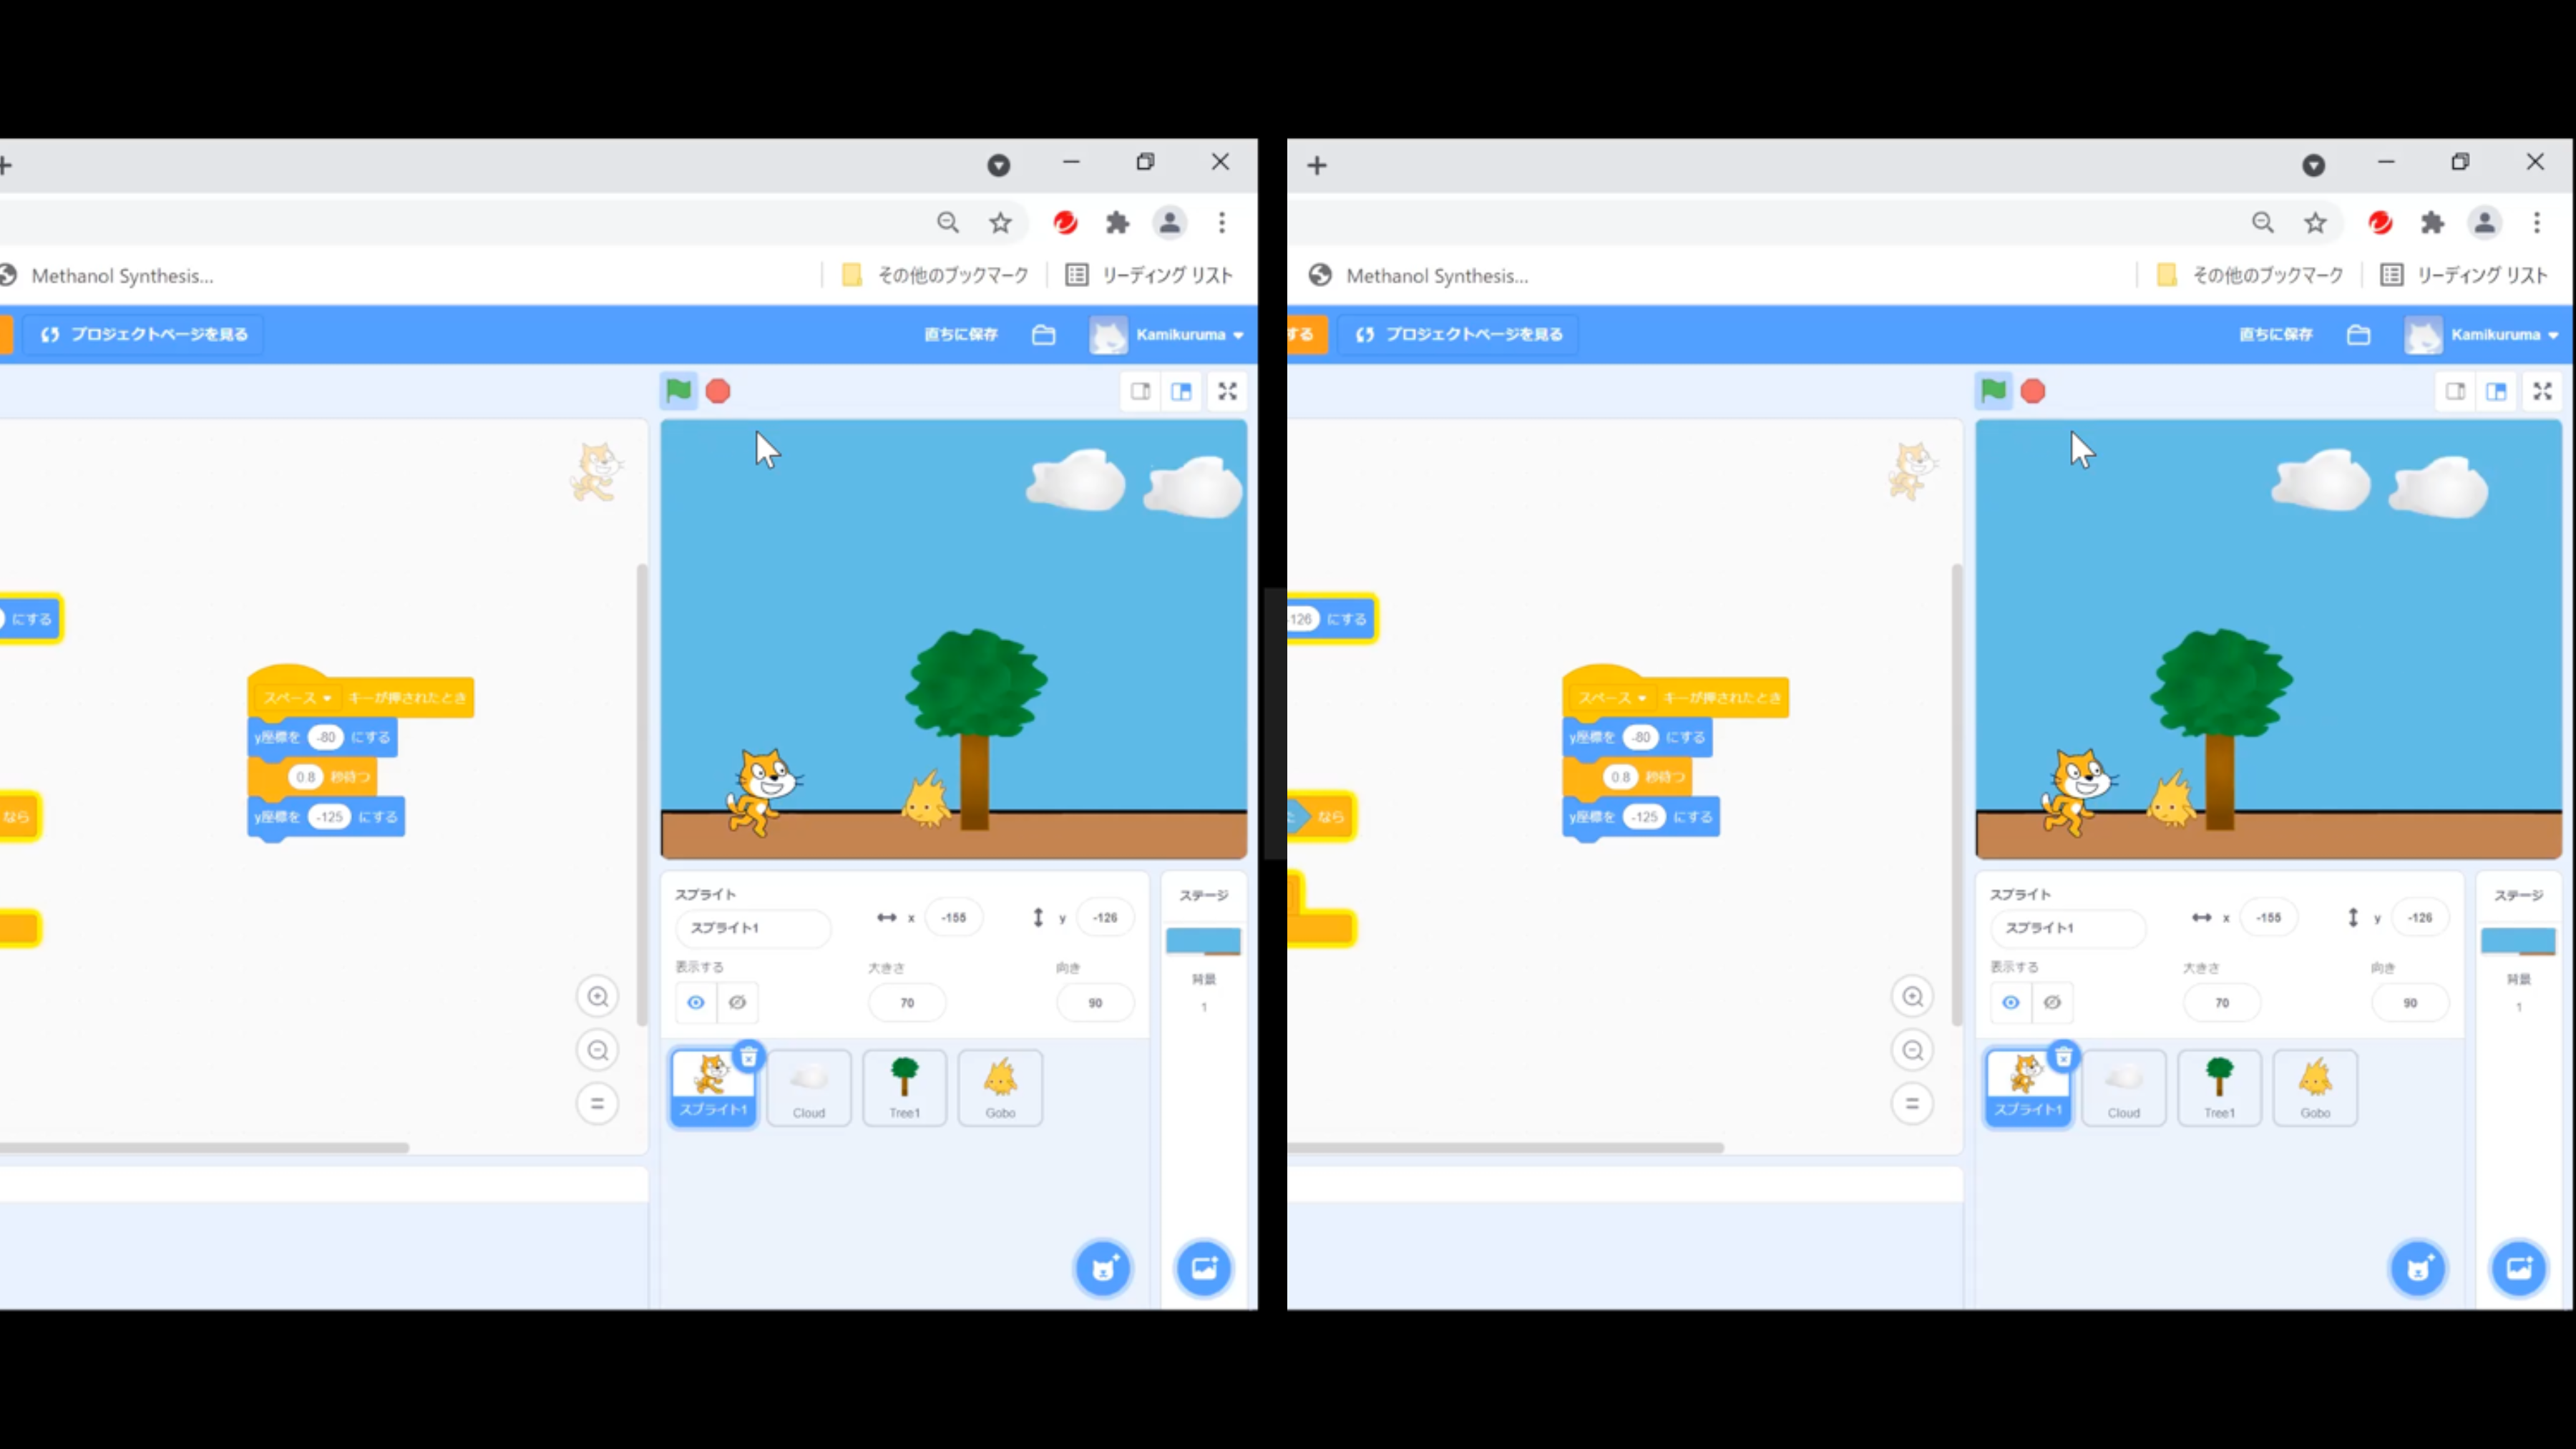 Methanol Synthesis...
その他のブックマーク
リーディング リスト
プロジェクトページを見る
直ちに保存
Kamikuruma
にする
スペース キーが押されたとき
y座標を -80 にする
0.8 秒待つ
なら
y座標を -125 にする
スプライト
スプライト1
x -155
y -126
表示する
大きさ
向き
70
90
ステージ
背景
1
スプライト1
Cloud
Tree1
Gobo
Methanol Synthesis...
その他のブックマーク
リーディング リスト
する
プロジェクトページを見る
直ちに保存
Kamikuruma
126 にする
スペース キーが押されたとき
y座標を -80 にする
0.8 秒待つ
なら
y座標を -125 にする
スプライト
スプライト1
x -155
y -126
表示する
大きさ
向き
70
90
ステージ
背景
1
スプライト1
Cloud
Tree1
Gobo